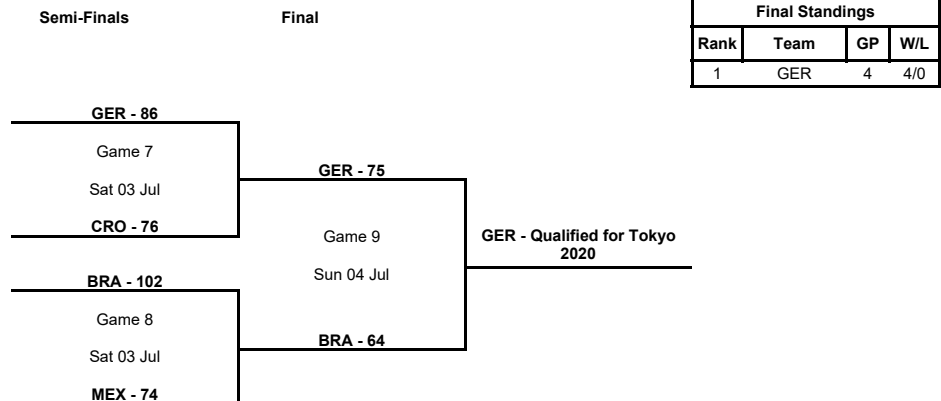 Semi-Finals
Final
Final Standings
Rank Team GP W/L
1 GER 4 4/0
GER - 86
Game 7
Sat 03 Jul
CRO - 76
GER - 75
Game 9
Sun 04 Jul
BRA - 64
GER - Qualified for Tokyo
2020
BRA - 102
Game 8
Sat 03 Jul
MEX - 74